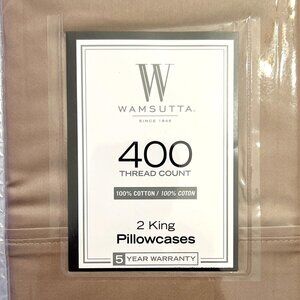 W
WAMSUTTA.
SINCE 1846
400
THREAD COUNT
100% COTTON / 100% COTON
2 King
Pillowcases
5 YEAR WARRANTY